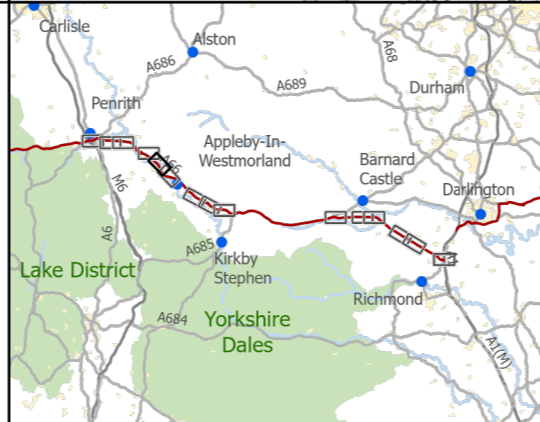 Carlisle
Alston
A686
A68
A689
Durham
Penrith
Appleby-In-
Westmorland
A66
Barnard
Castle
Darlington
M6
A6
A685
Lake District
Kirkby
Stephen
Richmond
A684
Yorkshire
Dales
A1(M)